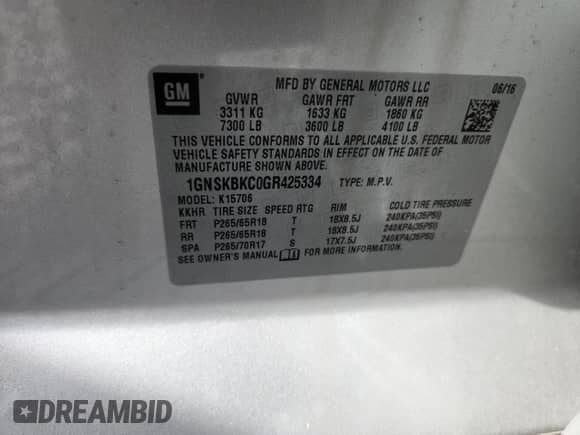 GM
MFD BY GENERAL MOTORS LLC 06/16
GVWR GAWR FRT GAWR RR
3311 KG 1633 KG 1860 KG
7300 LB 3600 LB 4100 LB
THIS VEHICLE CONFORMS TO ALL APPLICABLE U.S. FEDERAL MOTOR
VEHICLE SAFETY STANDARDS IN EFFECT ON THE DATE OF
MANUFACTURE SHOWN ABOVE.
1GNSKBKC0GR425334 TYPE: M.P.V.
MODEL: K15706
KKHR TIRE SIZE SPEED RTG RIM COLD TIRE PRESSURE
FRT P265/65R18 T 18X8.5J 240KPA(35PSI)
RR P265/65R18 T 18X8.5J 240KPA(35PSI)
SPA P265/70R17 S 17X7.5J 240KPA(35PSI)
SEE OWNER'S MANUAL FOR MORE INFORMATION.
DREAMBID